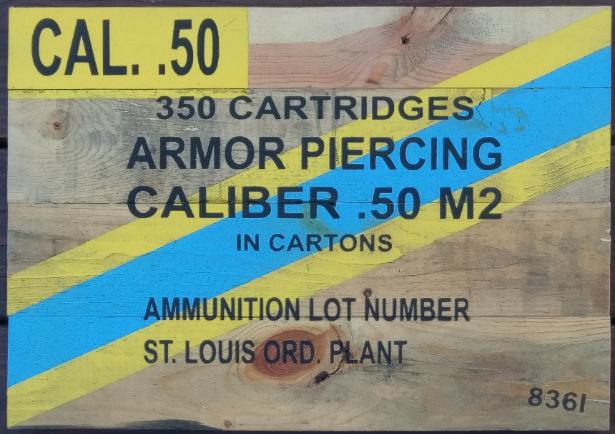 CAL. .50
350 CARTRIDGES
ARMOR PIERCING
CALIBER .50 M2
IN CARTONS
AMMUNITION LOT NUMBER
ST. LOUIS ORD. PLANT
8361